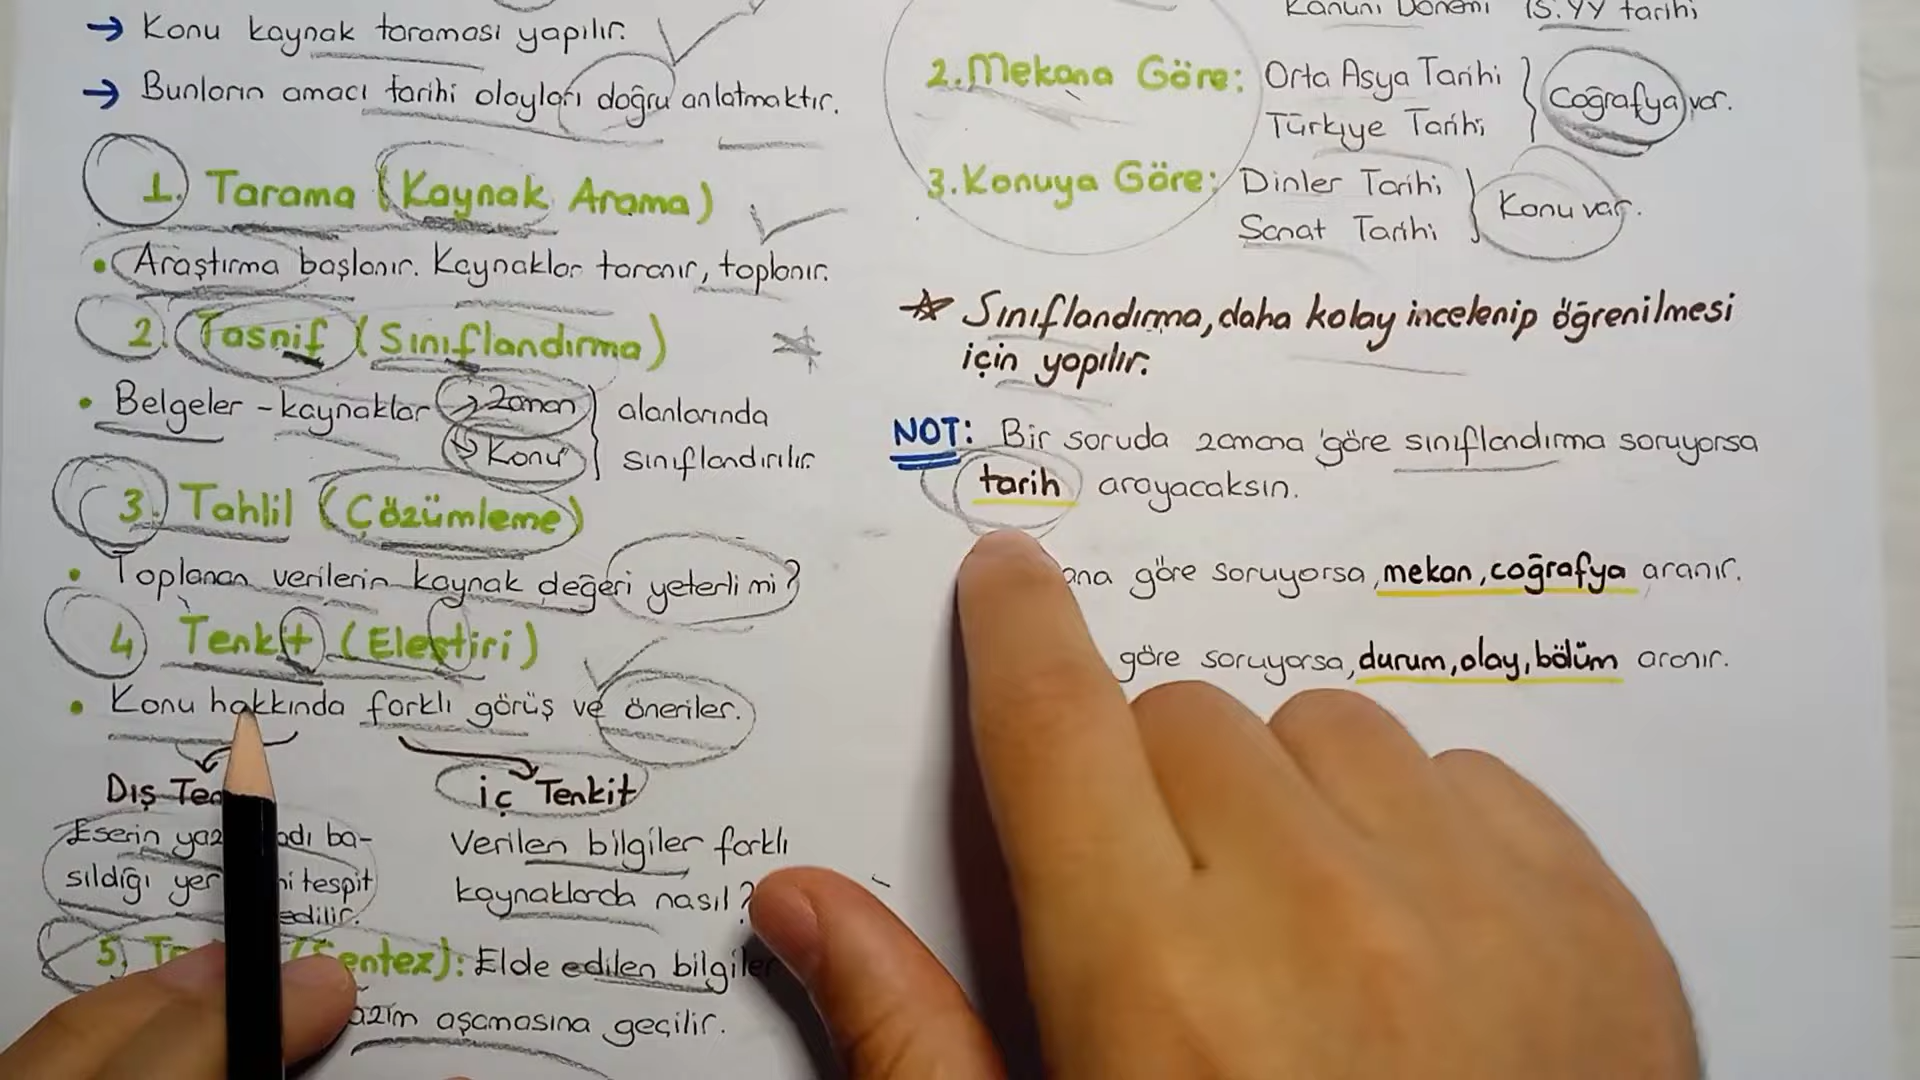 → Konu kaynak taraması yapılır.
→ Bunların amacı tarihi olayları doğru anlatmaktır.
1. Tarama (Kaynak Arama)
• Araştırma başlanır. Kaynaklar taranır, toplanır.
2. Tasnif (Sınıflandırma)
• Belgeler - kaynaklar → Zaman } alanlarında
→ Konu } sınıflandırılır
3. Tahlil (Çözümleme)
• Toplanan verilerin kaynak değeri yeterli mi?
4 Tenkit (Eleştiri)
• Konu hakkında farklı görüş ve öneriler.
Dış
Eserin ba-
sıldığı yer tespit
edilir.
İç Tenkit
Verilen bilgiler farklı
kaynaklarda nasıl?
5. (Sentez): Elde edilen bilgiler
aşamasına geçilir.
Kanuni Dönemi 15. YY tarihi
2. Mekana Göre: Orta Asya Tarihi } Coğrafya var.
Türkiye Tarihi
3. Konuya Göre: Dinler Tarihi } Konu var.
Sanat Tarihi
☆ Sınıflandırma, daha kolay incelenip öğrenilmesi
için yapılır.
NOT: Bir soruda zamana göre sınıflandırma soruyorsa
tarih arayacaksın.
göre soruyorsa, mekan, coğrafya aranır.
göre soruyorsa, durum, olay, bölüm aranır.